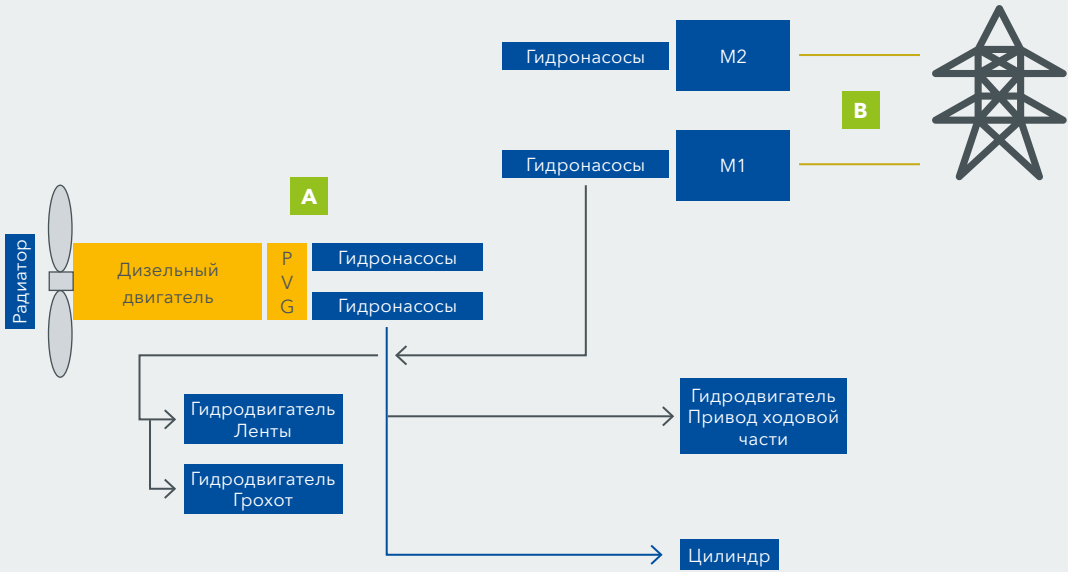 Гидронасосы
M2
B
Гидронасосы
M1
A
Радиатор
Дизельный
двигатель
P
V
G
Гидронасосы
Гидронасосы
Гидродвигатель
Ленты
Гидродвигатель
Привод ходовой
части
Гидродвигатель
Грохот
Цилиндр